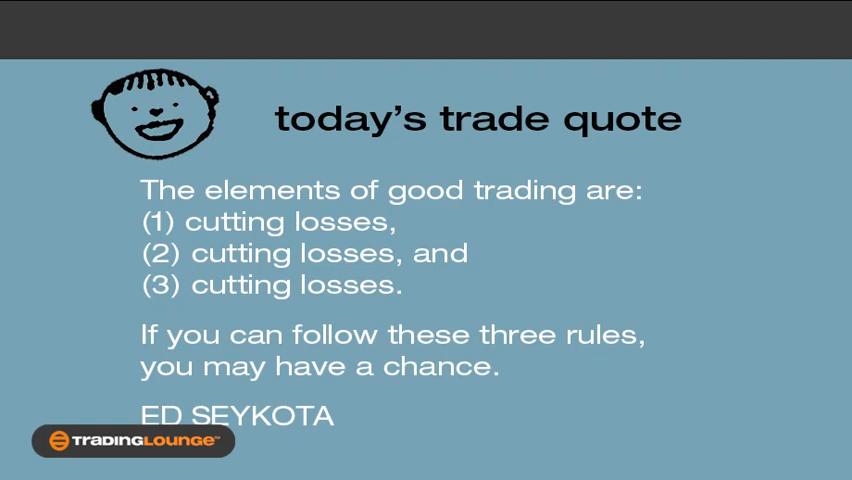 today's trade quote
The elements of good trading are:
(1) cutting losses,
(2) cutting losses, and
(3) cutting losses.
If you can follow these three rules,
you may have a chance.
ED SEYKOTA
TRADINGLOUNGE™